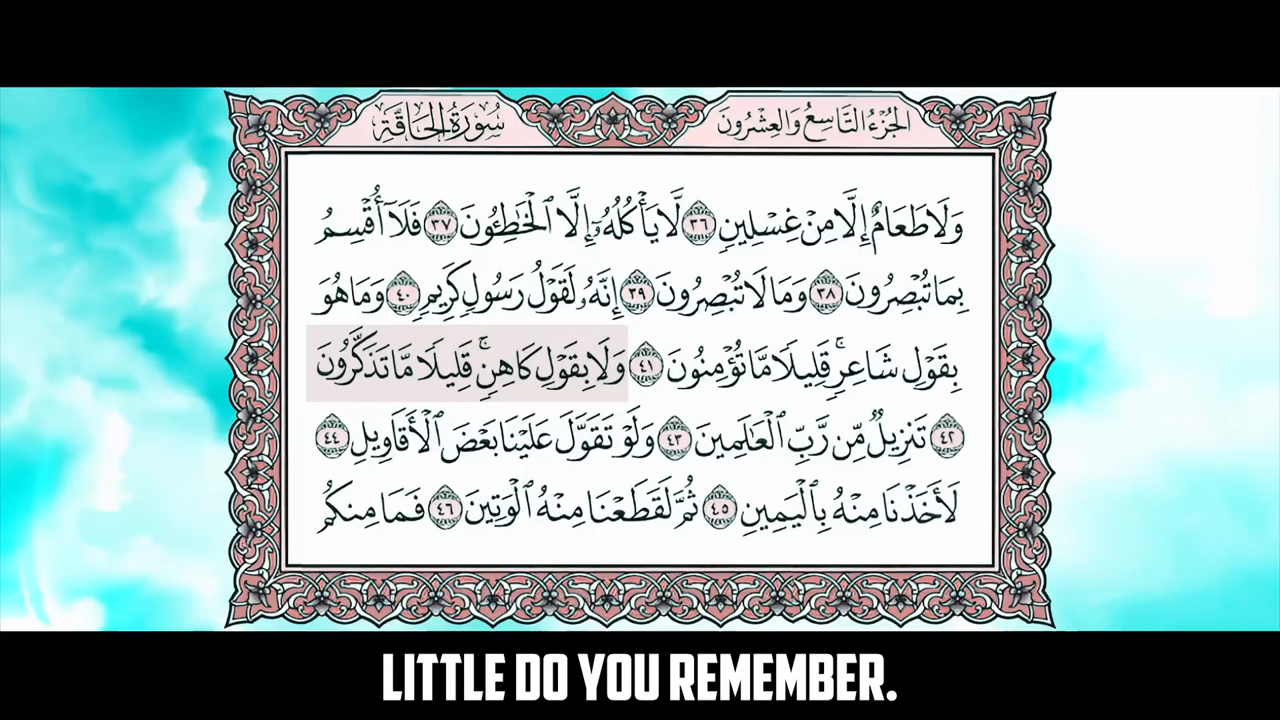 الجُزْءُ التَّاسِعُ وَالعِشْرُونَ
سُورَةُ الحَاقَّةِ
وَلَا طَعَامٌ إِلَّا مِنْ غِسْلِينٍ ٣٦ لَّا يَأْكُلُهُۥٓ إِلَّا ٱلْخَٰطِـُٔونَ ٣٧ فَلَآ أُقْسِمُ
بِمَا تُبْصِرُونَ ٣٨ وَمَا لَا تُبْصِرُونَ ٣٩ إِنَّهُۥ لَقَوْلُ رَسُولٍ كَرِيمٍ ٤٠ وَمَا هُوَ
بِقَوْلِ شَاعِرٍۚ قَلِيلًا مَّا تُؤْمِنُونَ ٤١ وَلَا بِقَوْلِ كَاهِنٍۚ قَلِيلًا مَّا تَذَكَّرُونَ
٤٢ تَنزِيلٌ مِّن رَّبِّ ٱلْعَٰلَمِينَ ٤٣ وَلَوْ تَقَوَّلَ عَلَيْنَا بَعْضَ ٱلْأَقَاوِيلِ ٤٤
لَأَخَذْنَا مِنْهُ بِٱلْيَمِينِ ٤٥ ثُمَّ لَقَطَعْنَا مِنْهُ ٱلْوَتِينَ ٤٦ فَمَا مِنكُم
LITTLE DO YOU REMEMBER.